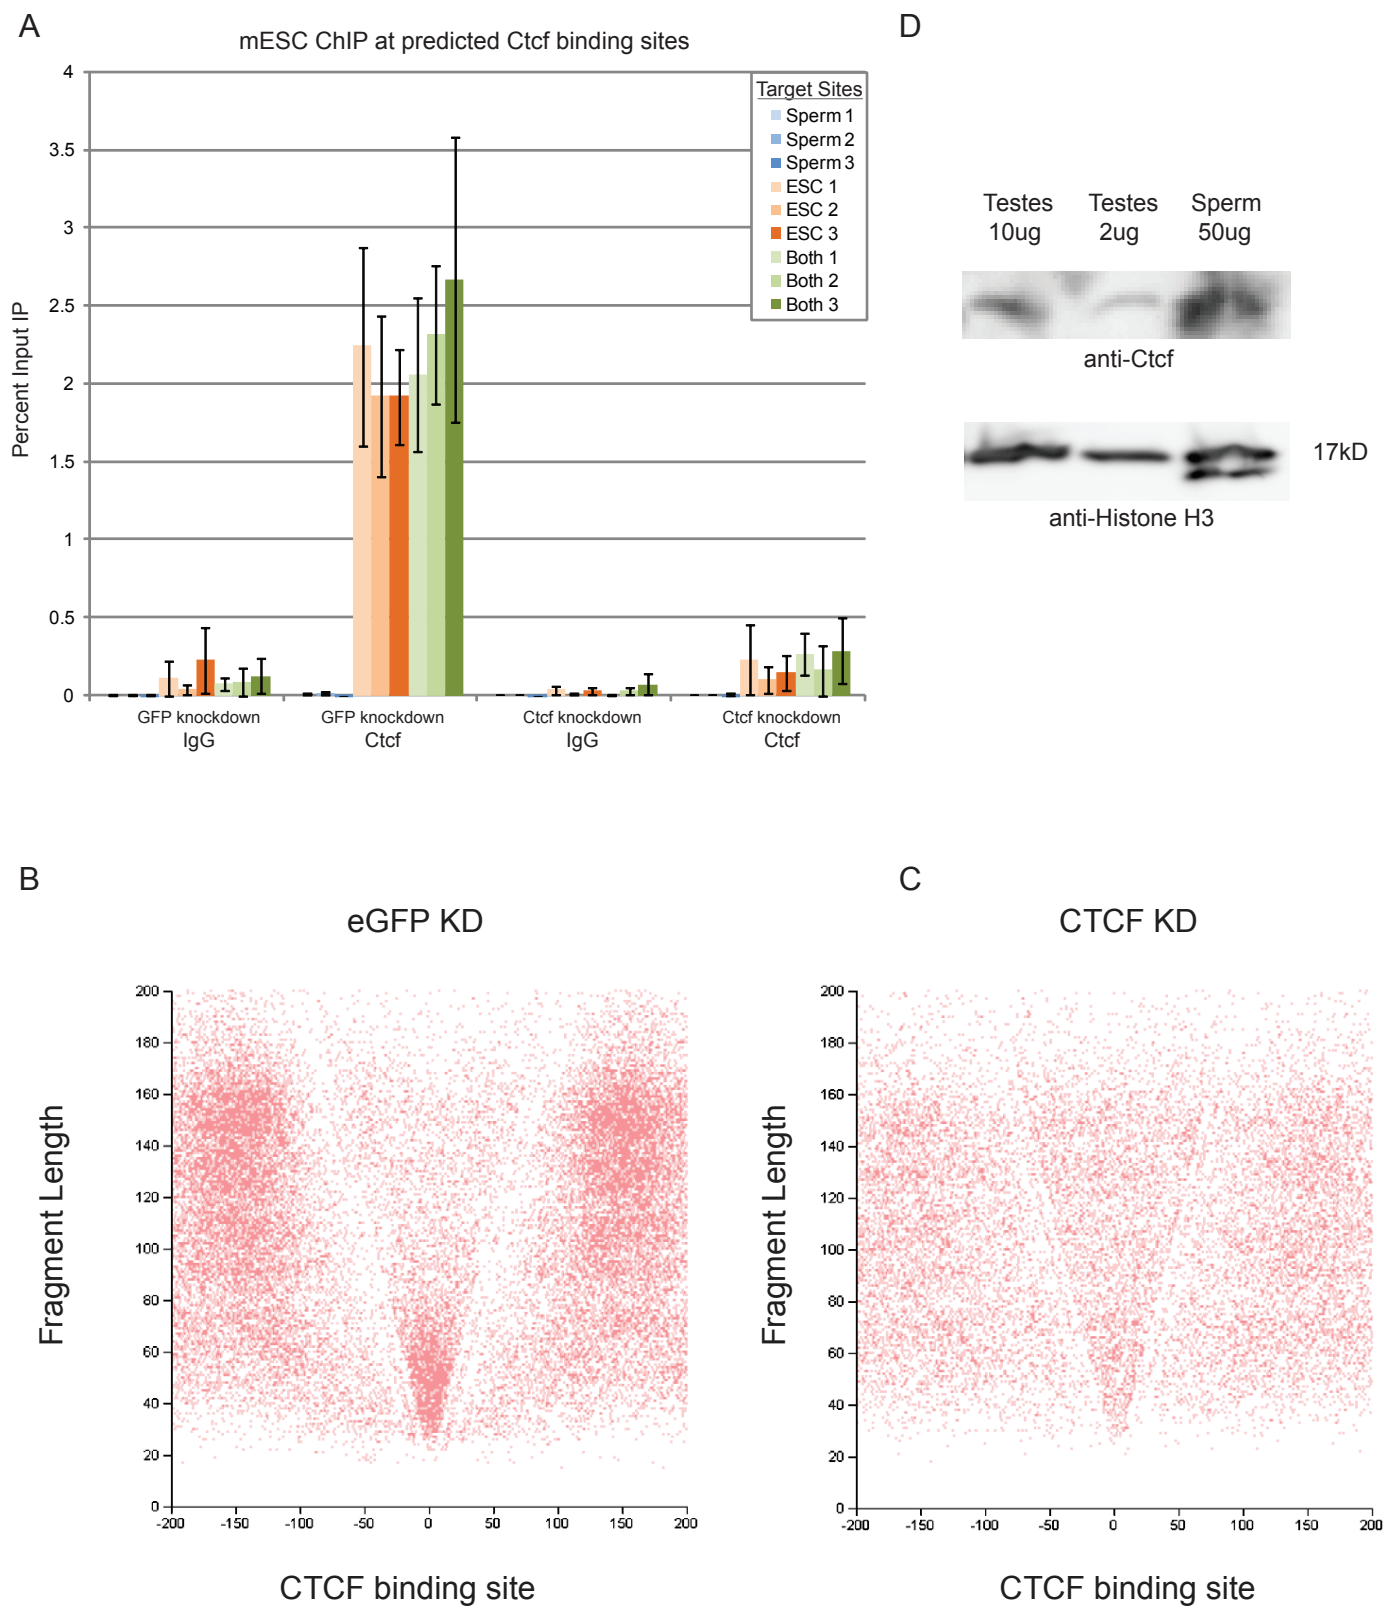 A
mESC ChIP at predicted Ctcf binding sites
4
3.5
3
2.5
2
1.5
1
0.5
0
Percent Input IP
Target Sites
Sperm 1
Sperm 2
Sperm 3
ESC 1
ESC 2
ESC 3
Both 1
Both 2
Both 3
GFP knockdown
IgG
GFP knockdown
Ctcf
Ctcf knockdown
IgG
Ctcf knockdown
Ctcf
D
Testes
10ug
Testes
2ug
Sperm
50ug
anti-Ctcf
17kD
anti-Histone H3
B
eGFP KD
Fragment Length
200
180
160
140
120
100
80
60
40
20
0
-200 -150 -100 -50 0 50 100 150 200
CTCF binding site
C
CTCF KD
Fragment Length
200
180
160
140
120
100
80
60
40
20
0
-200 -150 -100 -50 0 50 100 150 200
CTCF binding site